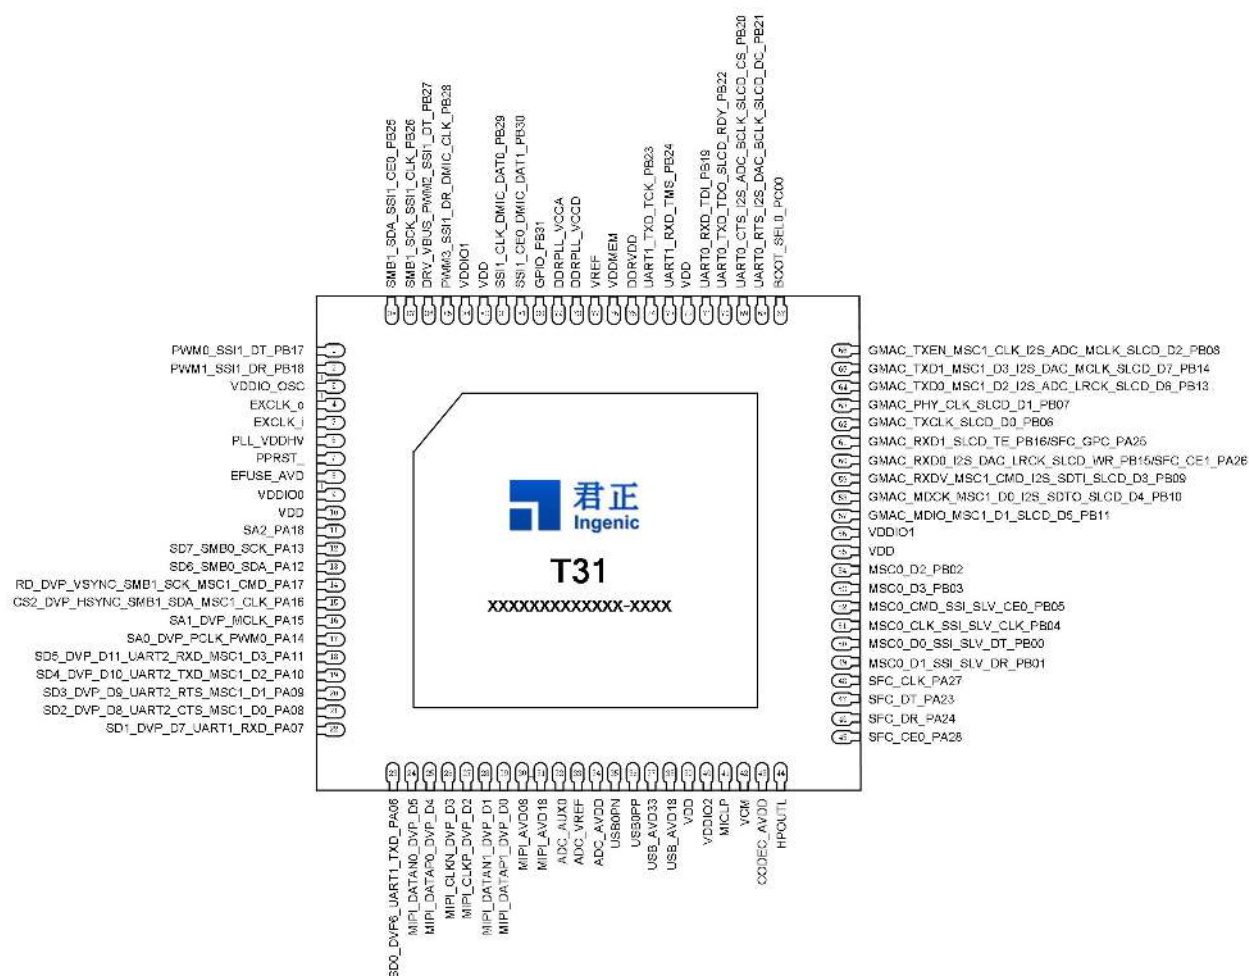 SMB1_SDA_SSI1_CE0_PB25
SMB1_SCK_SSI1_CLK_PB26
DRV_VBUS_PWM2_SSI1_DT_PB27
PWM3_SSI1_DR_DMIC_CLK_PB28
VDDIO1
VDD
SSI1_CLK_DMIC_DAT0_PB29
SSI1_CE0_DMIC_DAT1_PB30
GPIO_PB31
DDRPLL_VCCA
DDRPLL_VCCD
VREF
VDDMEM
DDRVDD
UART1_TXD_TCK_PB23
UART1_RXD_TMS_PB24
VDD
UART0_RXD_TDI_PB19
UART0_TXD_TDO_SLCD_RDY_PB22
UART0_CTS_I2S_ADC_BCLK_SLCD_CS_PB20
UART0_RTS_I2S_DAC_BCLK_SLCD_DC_PB21
BOOT_SEL0_PC00
PWM0_SSI1_DT_PB17
PWM1_SSI1_DR_PB18
VDDIO_OSC
EXCLK_o
EXCLK_i
PLL_VDDHV
PPRST_
EFUSE_AVD
VDDIO0
VDD
SA2_PA18
SD7_SMB0_SCK_PA13
SD6_SMB0_SDA_PA12
RD_DVP_VSYNC_SMB1_SCK_MSC1_CMD_PA17
CS2_DVP_HSYNC_SMB1_SDA_MSC1_CLK_PA16
SA1_DVP_MCLK_PA15
SA0_DVP_PCLK_PWM0_PA14
SD5_DVP_D11_UART2_RXD_MSC1_D3_PA11
SD4_DVP_D10_UART2_TXD_MSC1_D2_PA10
SD3_DVP_D9_UART2_RTS_MSC1_D1_PA09
SD2_DVP_D8_UART2_CTS_MSC1_D0_PA08
SD1_DVP_D7_UART1_RXD_PA07
君正
Ingenic
T31
XXXXXXXXXXXXX-XXXX
GMAC_TXEN_MSC1_CLK_I2S_ADC_MCLK_SLCD_D2_PB08
GMAC_TXD1_MSC1_D3_I2S_DAC_MCLK_SLCD_D7_PB14
GMAC_TXD0_MSC1_D2_I2S_ADC_LRCK_SLCD_D6_PB13
GMAC_PHY_CLK_SLCD_D1_PB07
GMAC_TXCLK_SLCD_D0_PB06
GMAC_RXD1_SLCD_TE_PB16/SFC_GPC_PA25
GMAC_RXD0_I2S_DAC_LRCK_SLCD_WR_PB15/SFC_CE1_PA26
GMAC_RXDV_MSC1_CMD_I2S_SDTI_SLCD_D3_PB09
GMAC_MDCK_MSC1_D0_I2S_SDTO_SLCD_D4_PB10
GMAC_MDIO_MSC1_D1_SLCD_D5_PB11
VDDIO1
VDD
MSC0_D2_PB02
MSC0_D3_PB03
MSC0_CMD_SSI_SLV_CE0_PB05
MSC0_CLK_SSI_SLV_CLK_PB04
MSC0_D0_SSI_SLV_DT_PB00
MSC0_D1_SSI_SLV_DR_PB01
SFC_CLK_PA27
SFC_DT_PA23
SFC_DR_PA24
SFC_CE0_PA28
SD0_DVP6_UART1_TXD_PA06
MIPI_DATAN0_DVP_D5
MIPI_DATAP0_DVP_D4
MIPI_CLKN_DVP_D3
MIPI_CLKP_DVP_D2
MIPI_DATAN1_DVP_D1
MIPI_DATAP1_DVP_D0
MIPI_AVD08
MIPI_AVD18
ADC_AUX0
ADC_VREF
ADC_AVDD
USB0PN
USB0PP
USB_AVD33
USB_AVD18
VDD
VDDIO2
MICLP
VCM
CODEC_AVDD
HPOUTL